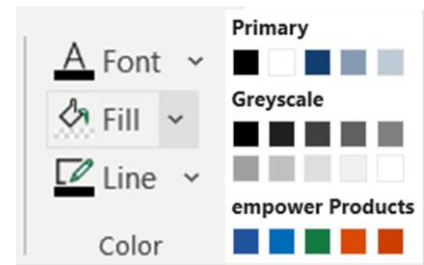 Font
Fill
Line
Color
Primary
Greyscale
empower Products